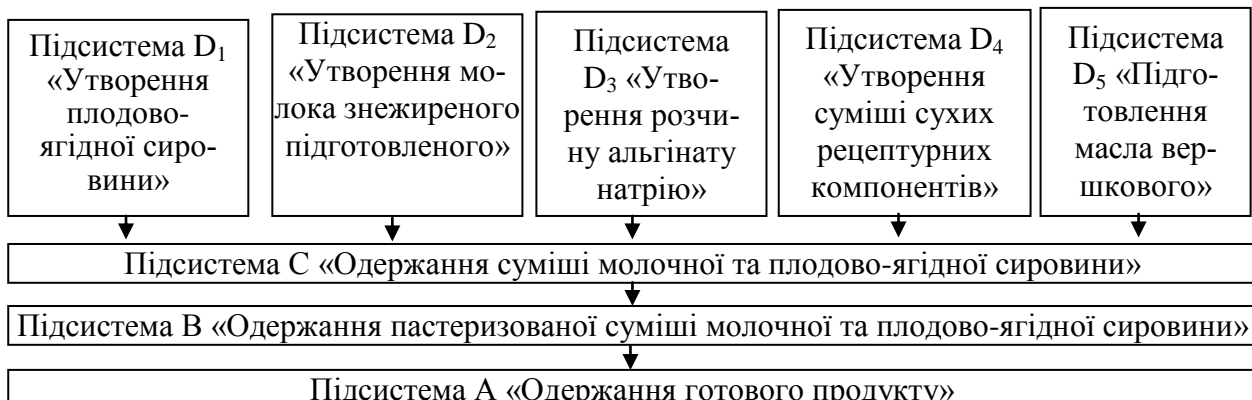 Підсистема D₁
«Утворення
плодово-
ягідної сиро-
вини»
Підсистема D₂
«Утворення мо-
лока знежиреного
підготовленого»
Підсистема
D₃ «Утво-
рення розчи-
ну альгінату
натрію»
Підсистема D₄
«Утворення
суміші сухих
рецептурних
компонентів»
Підсистема
D₅ «Підго-
товлення
масла вер-
шкового»
Підсистема С «Одержання суміші молочної та плодово-ягідної сировини»
Підсистема В «Одержання пастеризованої суміші молочної та плодово-ягідної сировини»
Підсистема А «Одержання готового продукту»